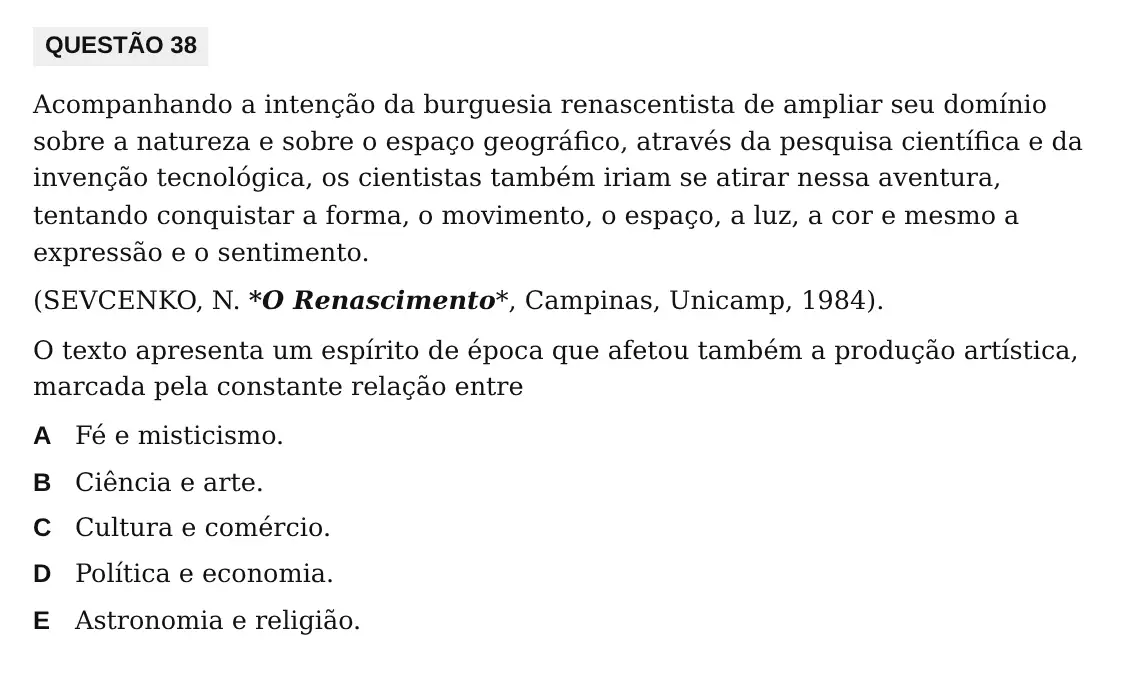 QUESTÃO 38
Acompanhando a intenção da burguesia renascentista de ampliar seu domínio
sobre a natureza e sobre o espaço geográfico, através da pesquisa científica e da
invenção tecnológica, os cientistas também iriam se atirar nessa aventura,
tentando conquistar a forma, o movimento, o espaço, a luz, a cor e mesmo a
expressão e o sentimento.
(SEVCENKO, N. *O Renascimento*, Campinas, Unicamp, 1984).
O texto apresenta um espírito de época que afetou também a produção artística,
marcada pela constante relação entre
A Fé e misticismo.
B Ciência e arte.
C Cultura e comércio.
D Política e economia.
E Astronomia e religião.